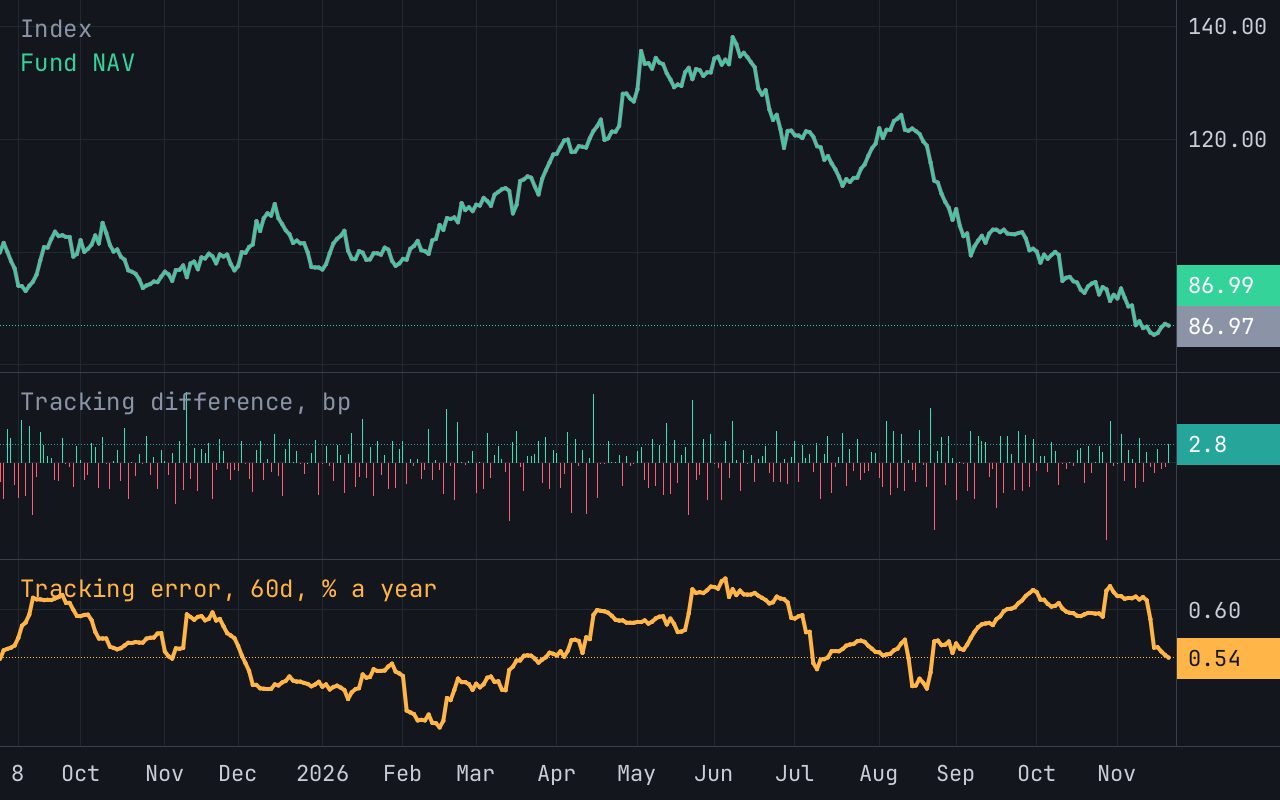 Index
Fund NAV
140.00
120.00
86.99
86.97
Tracking difference, bp
2.8
Tracking error, 60d, % a year
0.60
0.54
8 Oct Nov Dec 2026 Feb Mar Apr May Jun Jul Aug Sep Oct Nov